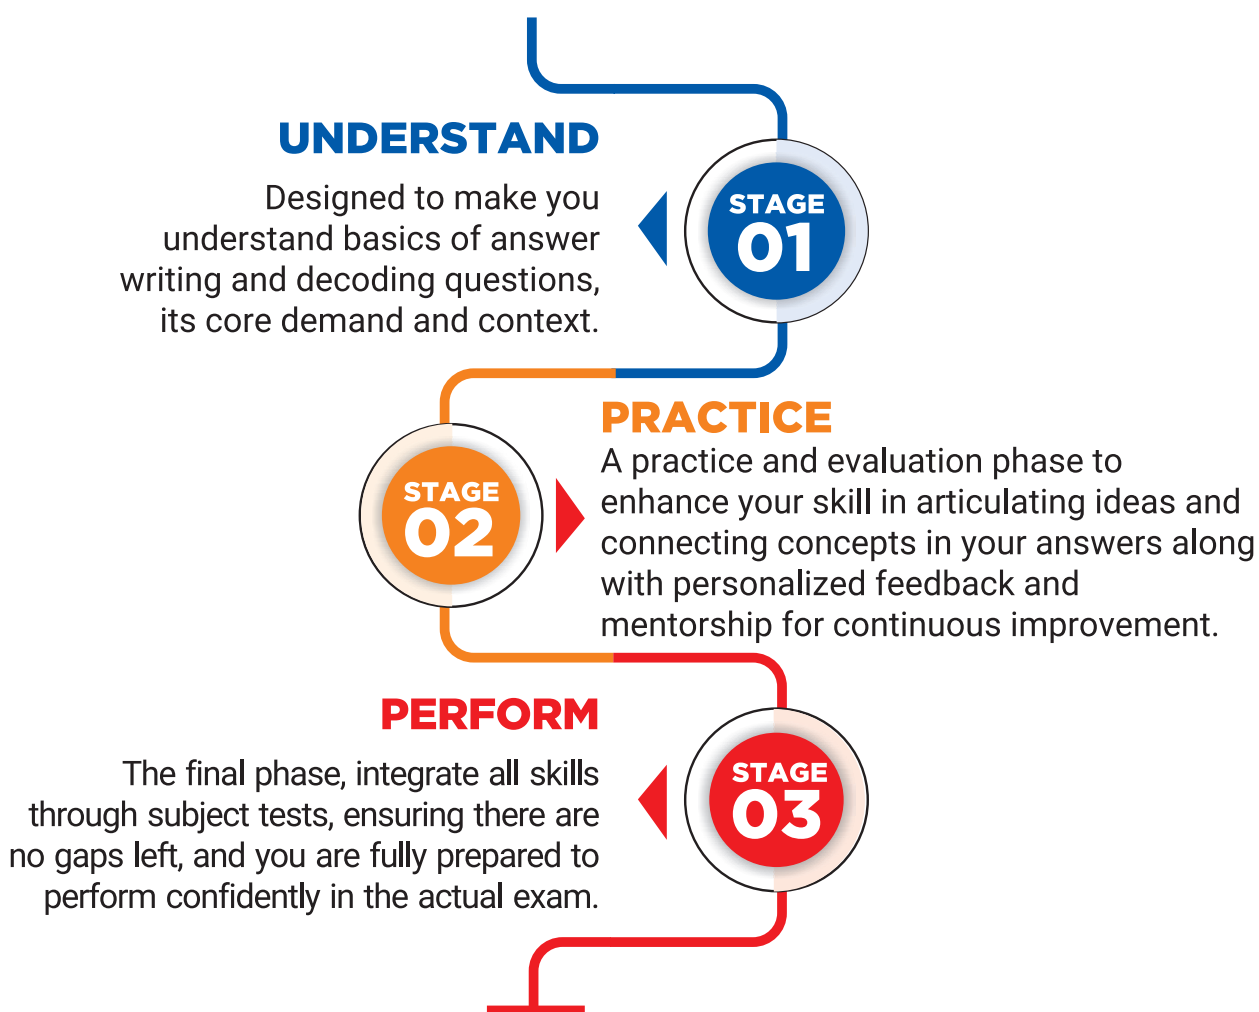 UNDERSTAND
Designed to make you
understand basics of answer
writing and decoding questions,
its core demand and context.
STAGE
01
PRACTICE
A practice and evaluation phase to
enhance your skill in articulating ideas and
connecting concepts in your answers along
with personalized feedback and
mentorship for continuous improvement.
STAGE
02
PERFORM
The final phase, integrate all skills
through subject tests, ensuring there are
no gaps left, and you are fully prepared to
perform confidently in the actual exam.
STAGE
03